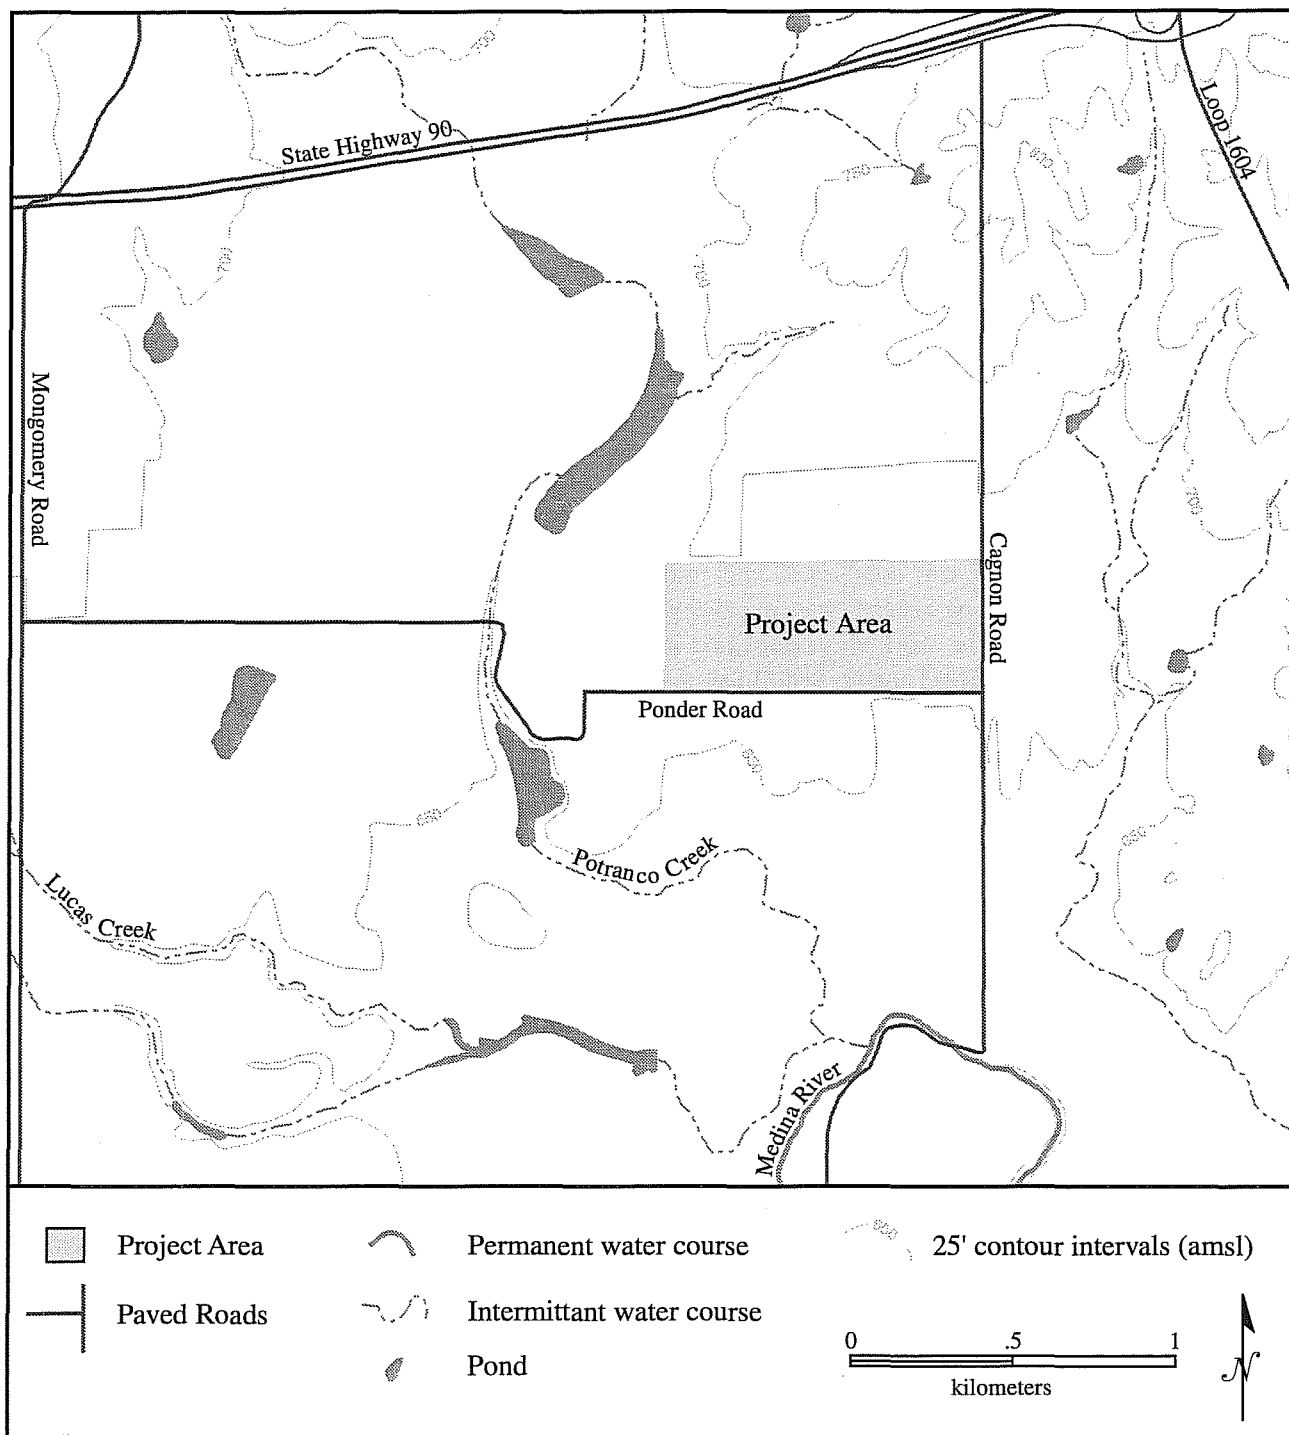 State Highway 90
Loop 1604
750
Mongomery Road
Cagnon Road
Project Area
Ponder Road
Potranco Creek
Lucas Creek
Medina River
Project Area
Permanent water course
25' contour intervals (amsl)
Paved Roads
Intermittant water course
0 .5 1
Pond
kilometers
N